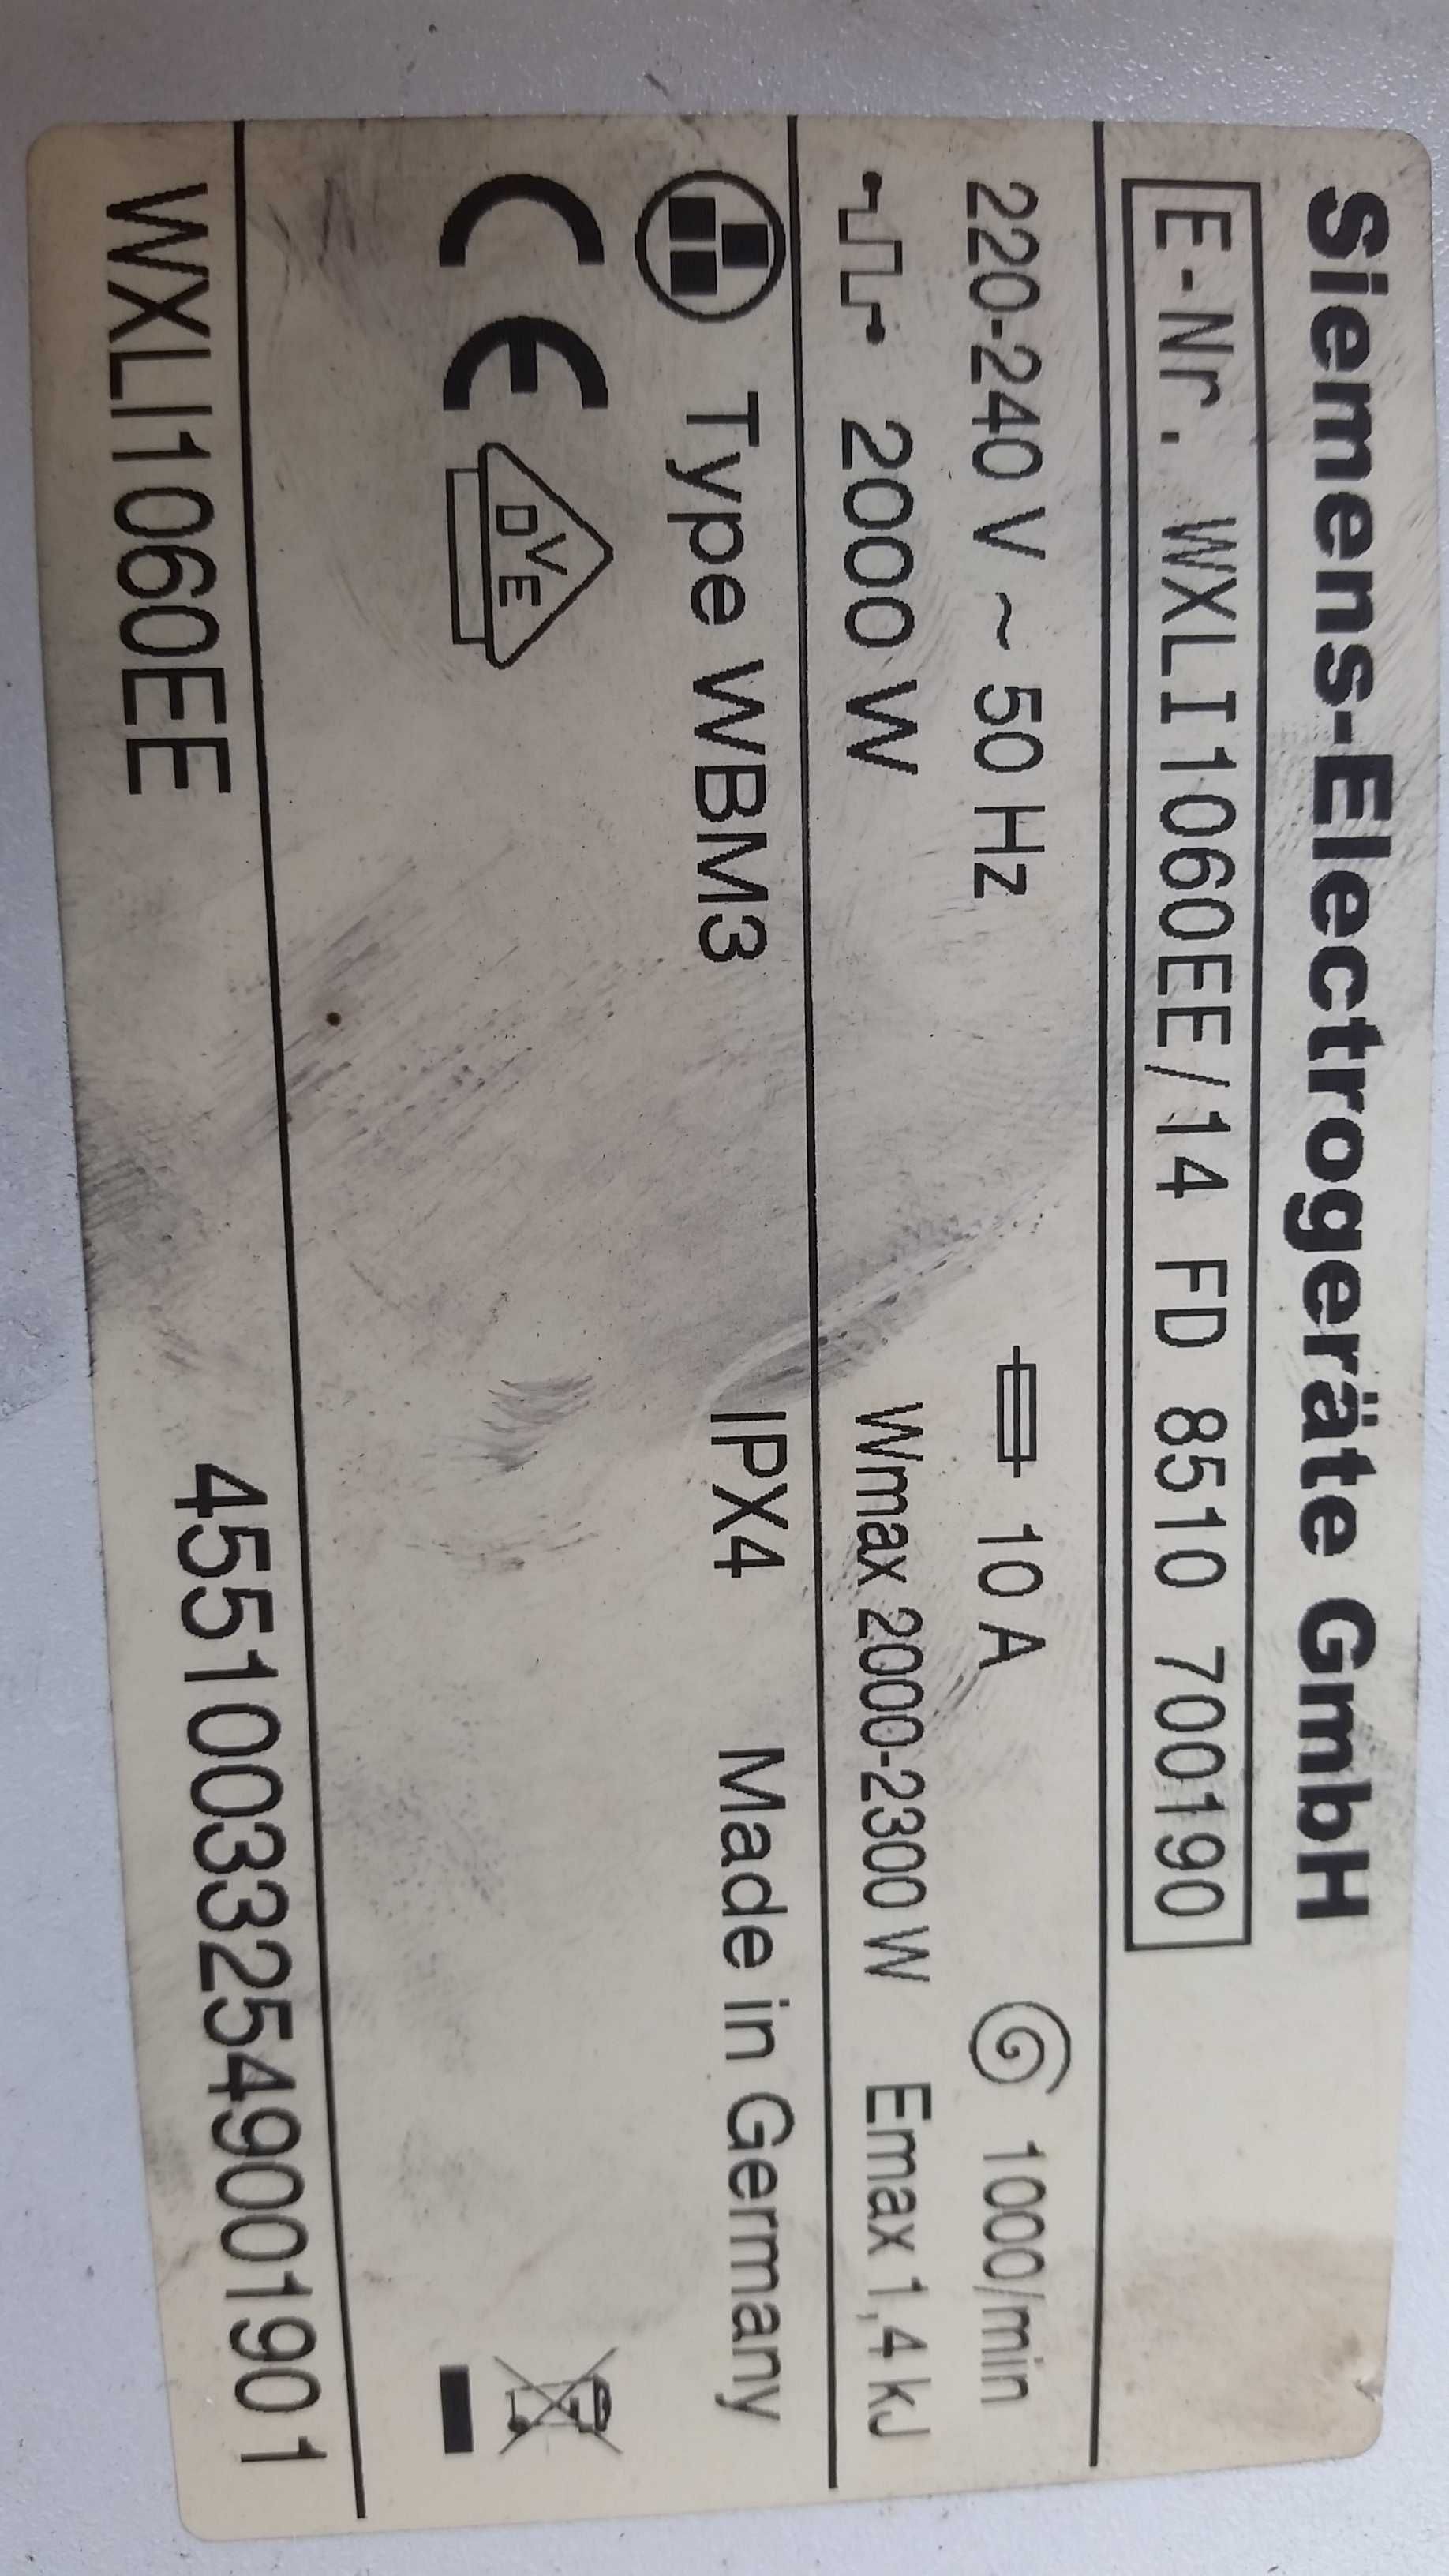 Siemens-Electrogeräte GmbH
E-Nr. WXLI1060EE/14 FD 8510 700190
220-240 V ~ 50 Hz 10 A 1000/min
2000 W Wmax 2000-2300 W Emax 1,4 kJ
Type WBM3 IPX4 Made in Germany
CE DVE
WXLI1060EE 455100332549001901